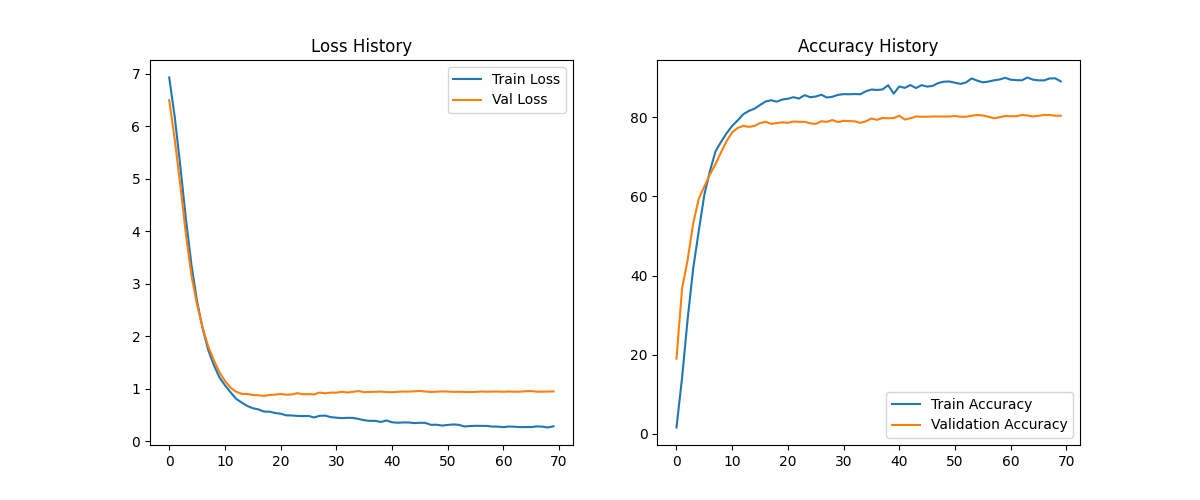 Loss History
7
6
5
4
3
2
1
0
0 10 20 30 40 50 60 70
Train Loss
Val Loss
Accuracy History
80
60
40
20
0
0 10 20 30 40 50 60 70
Train Accuracy
Validation Accuracy